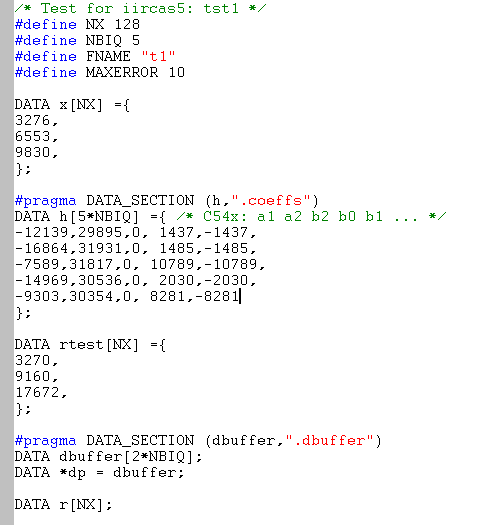 /* Test for iircas5: tst1 */
#define NX 128
#define NBIQ 5
#define FNAME "t1"
#define MAXERROR 10
DATA x[NX] ={
3276,
6553,
9830,
};
#pragma DATA_SECTION (h,".coeffs")
DATA h[5*NBIQ] ={ /* C54x: a1 a2 b2 b0 b1 ... */
-12139,29895,0, 1437,-1437,
-16864,31931,0, 1485,-1485,
-7589,31817,0, 10789,-10789,
-14969,30536,0, 2030,-2030,
-9303,30354,0, 8281,-8281
};
DATA rtest[NX] ={
3270,
9160,
17672,
};
#pragma DATA_SECTION (dbuffer,".dbuffer")
DATA dbuffer[2*NBIQ];
DATA *dp = dbuffer;
DATA r[NX];